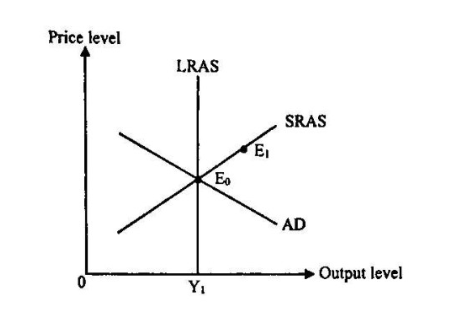 Price level
LRAS
SRAS
E₁
E₀
AD
0
Y₁
Output level